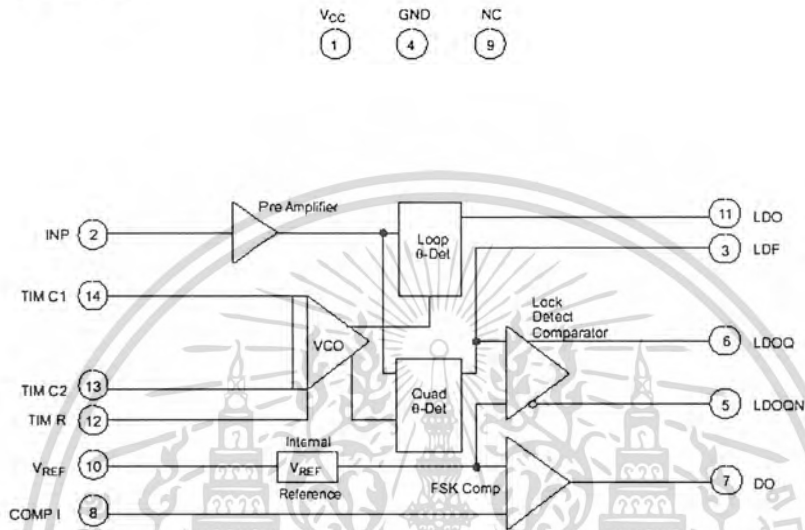 VCC GND NC
1 4 9
Pre Amplifier
INP 2
Loop
θ-Det
11 LDO
3 LDF
TIM C1 14
VCO
Lock
Detect
Comparator
6 LDOQ
TIM C2 13
TIM R 12
Quad
θ-Det
5 LDOQN
Internal
VREF 10
VREF
Reference
FSK Comp
7 DO
COMP I 8